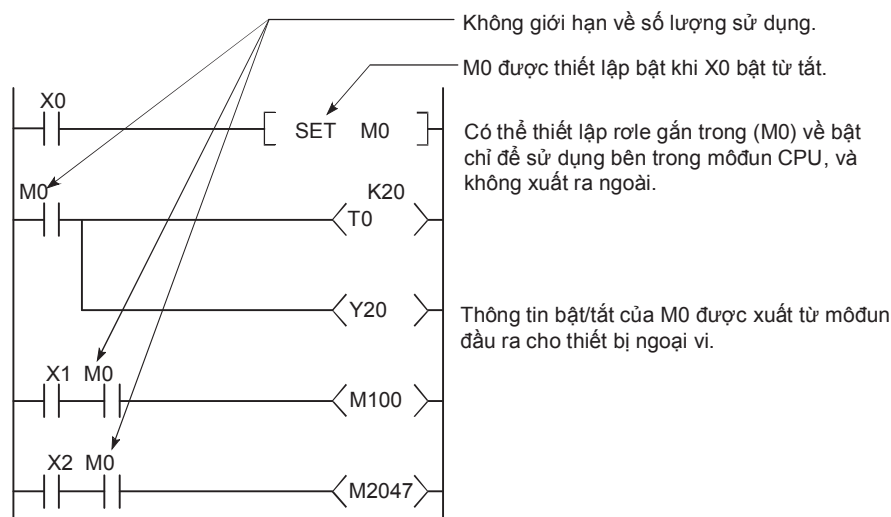 Không giới hạn về số lượng sử dụng.
M0 được thiết lập bật khi X0 bật từ tắt.
X0
SET M0
Có thể thiết lập rơle gắn trong (M0) về bật
chỉ để sử dụng bên trong môđun CPU, và
không xuất ra ngoài.
M0
K20
T0
Y20
Thông tin bật/tắt của M0 được xuất từ môđun
đầu ra cho thiết bị ngoại vi.
X1 M0
M100
X2 M0
M2047